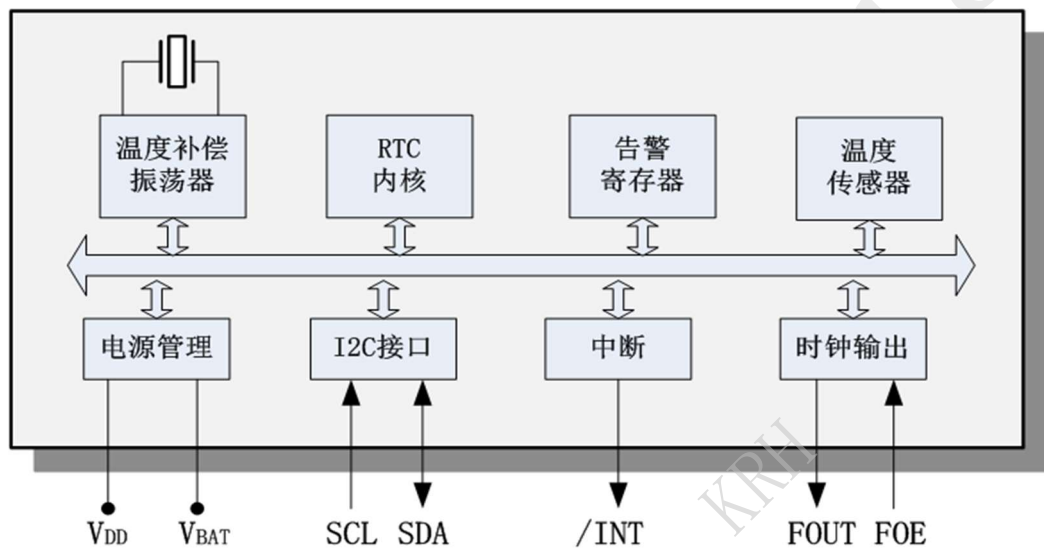 温度补偿
振荡器
RTC
内核
告警
寄存器
温度
传感器
电源管理
I2C接口
中断
时钟输出
VDD
VBAT
SCL
SDA
/INT
FOUT
FOE
KRH